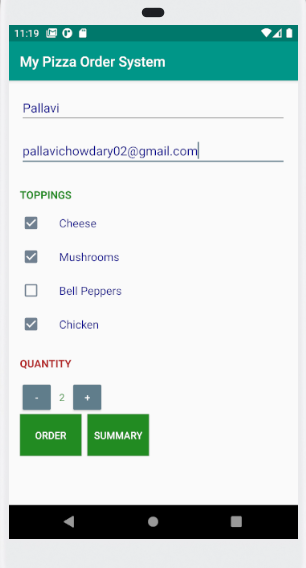 11:19
My Pizza Order System
Pallavi
pallavichowdary02@gmail.com
TOPPINGS
Cheese
Mushrooms
Bell Peppers
Chicken
QUANTITY
- 2 +
ORDER SUMMARY